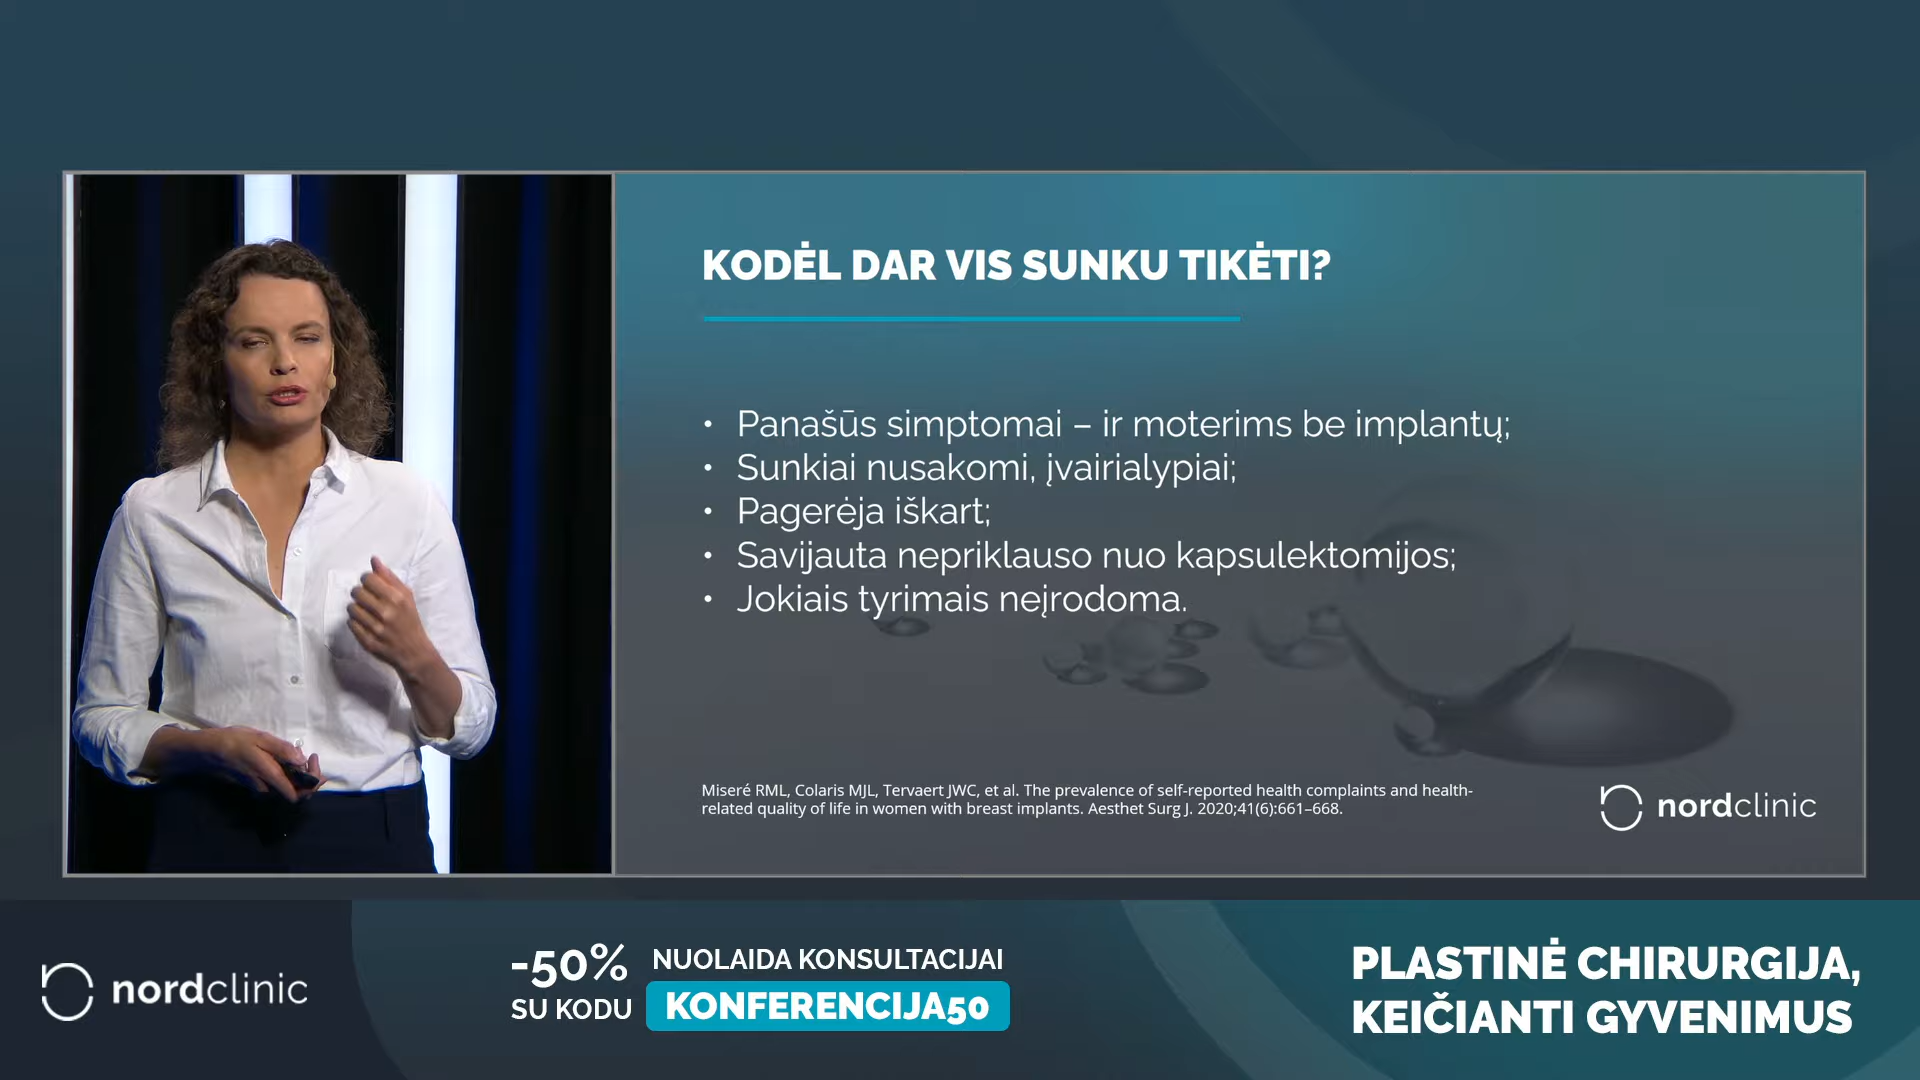 KODĖL DAR VIS SUNKU TIKĖTI?
• Panašūs simptomai – ir moterims be implantų;
• Sunkiai nusakomi, įvairialypiai;
• Pagerėja iškart;
• Savijauta nepriklauso nuo kapsulektomijos;
• Jokiais tyrimais neįrodoma.
Miseré RML, Colaris MJL, Tervaert JWC, et al. The prevalence of self-reported health complaints and health-
related quality of life in women with breast implants. Aesthet Surg J. 2020;41(6):661–668.
nordclinic
nordclinic
-50% NUOLAIDA KONSULTACIJAI
SU KODU KONFERENCIJA50
PLASTINĖ CHIRURGIJA,
KEIČIANTI GYVENIMUS